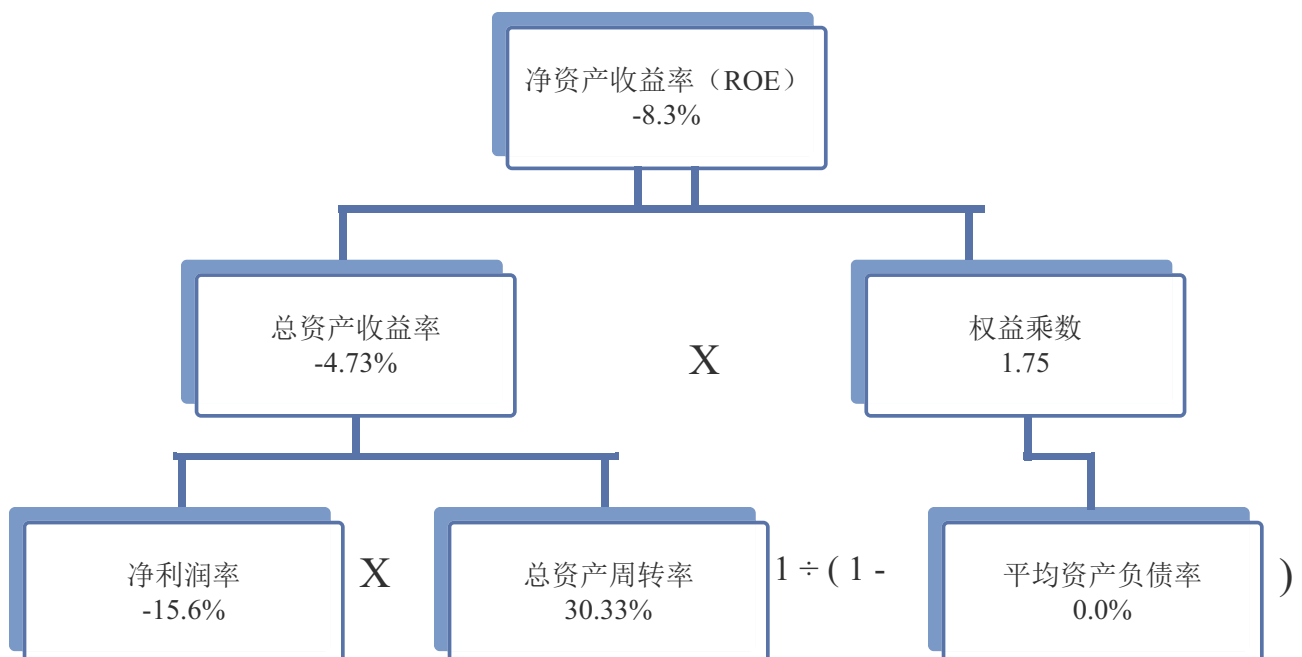 净资产收益率（ROE）
-8.3%
总资产收益率
-4.73%
X
权益乘数
1.75
净利润率
-15.6%
X
总资产周转率
30.33%
1 ÷ ( 1 -
平均资产负债率
0.0%
)